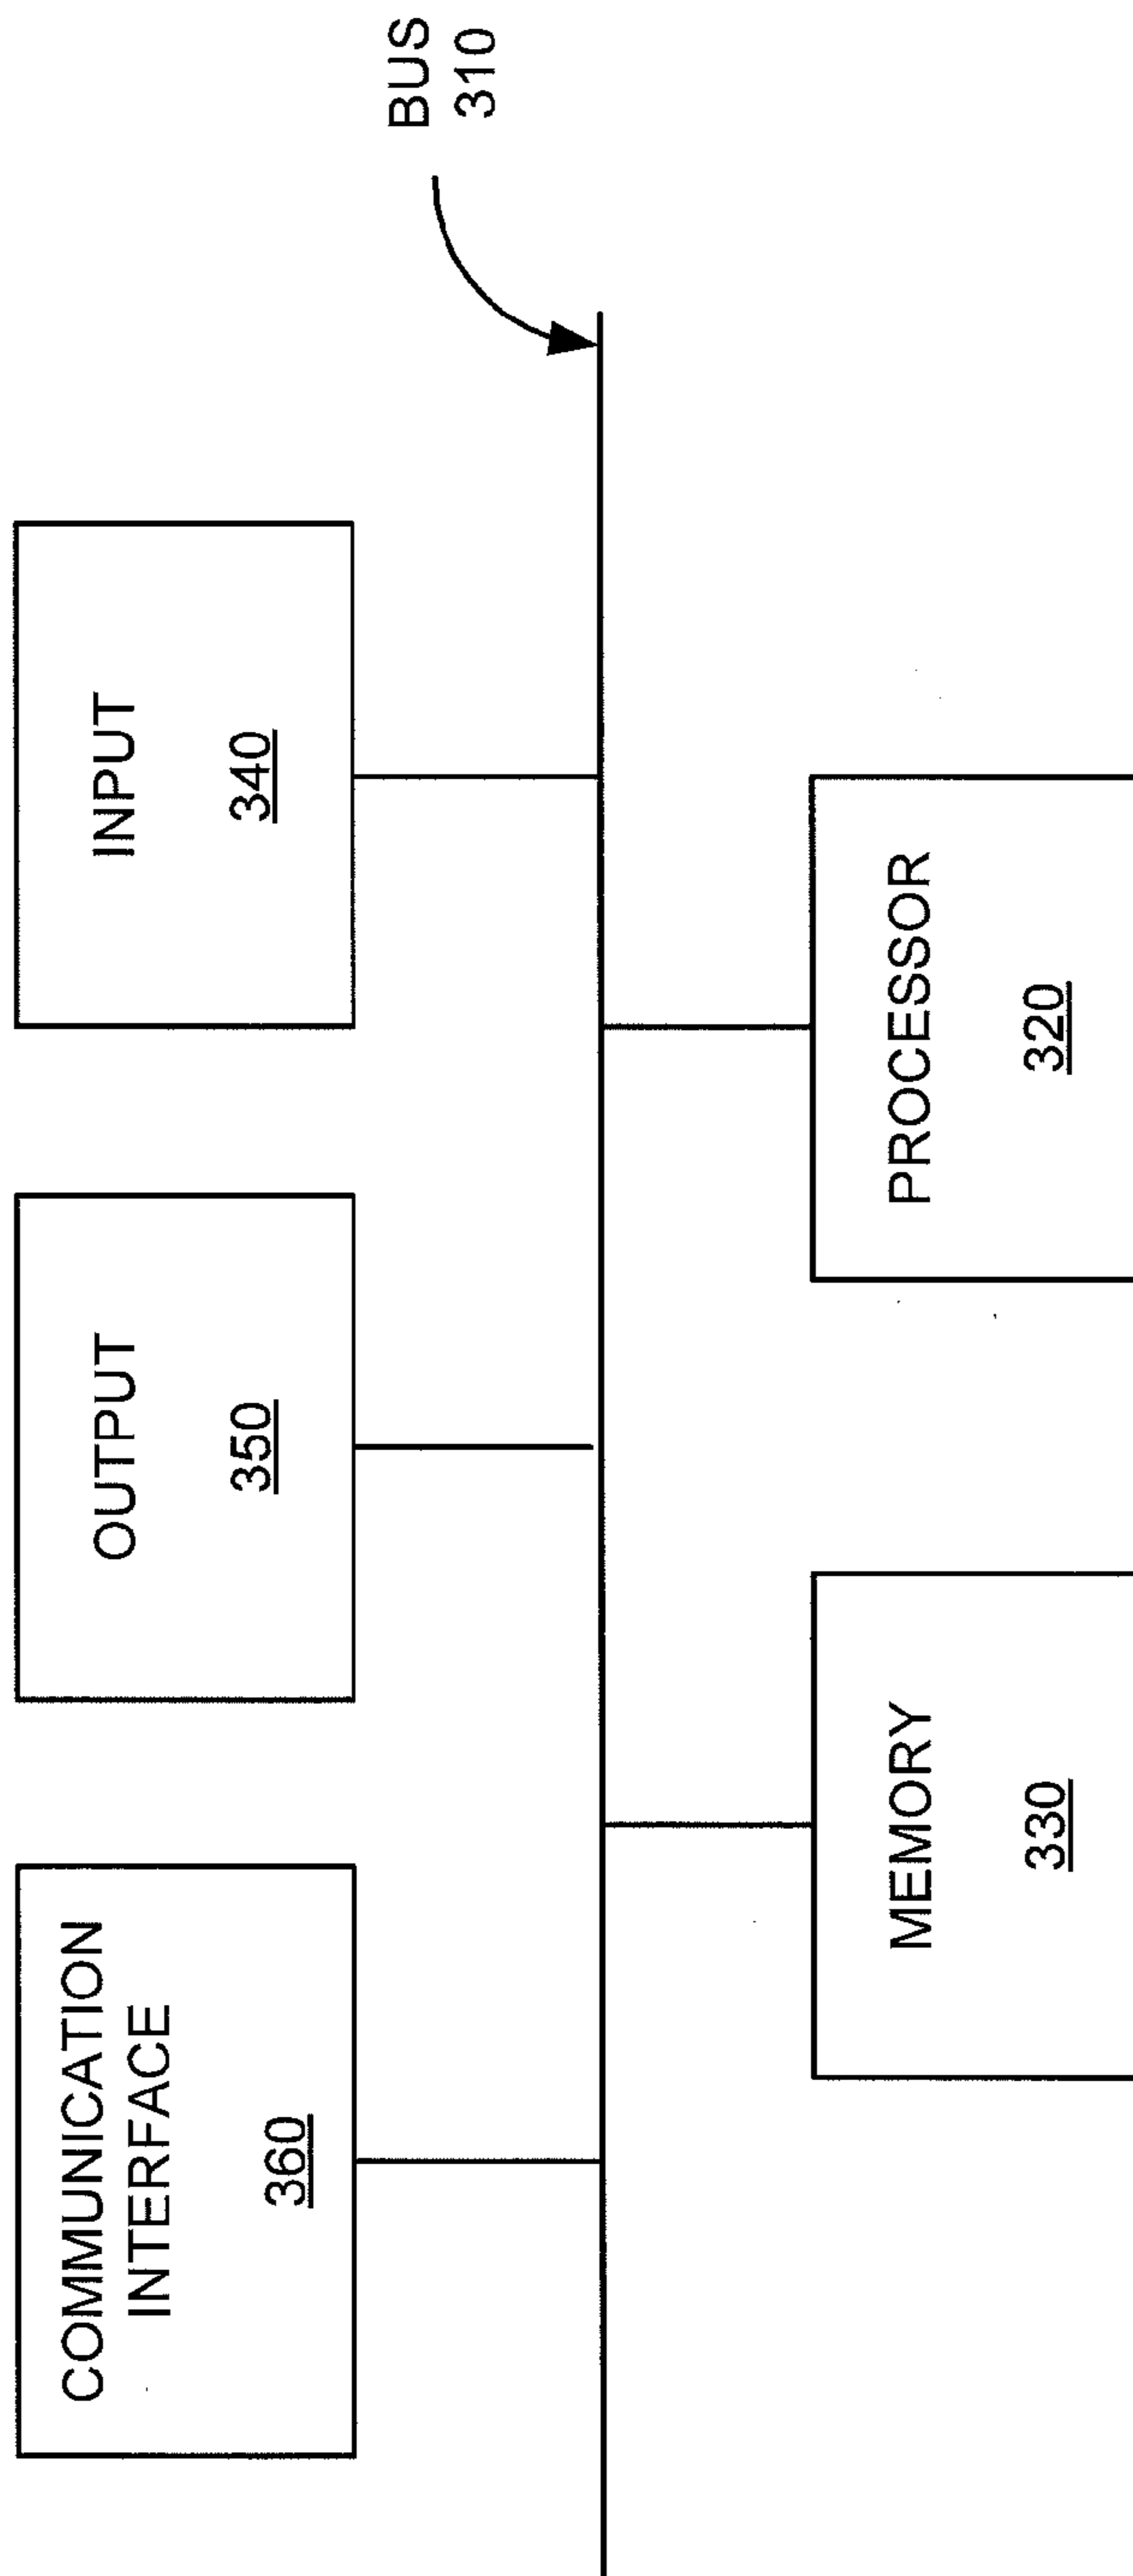 COMMUNICATION
INTERFACE
360
OUTPUT
350
INPUT
340
BUS
310
MEMORY
330
PROCESSOR
320